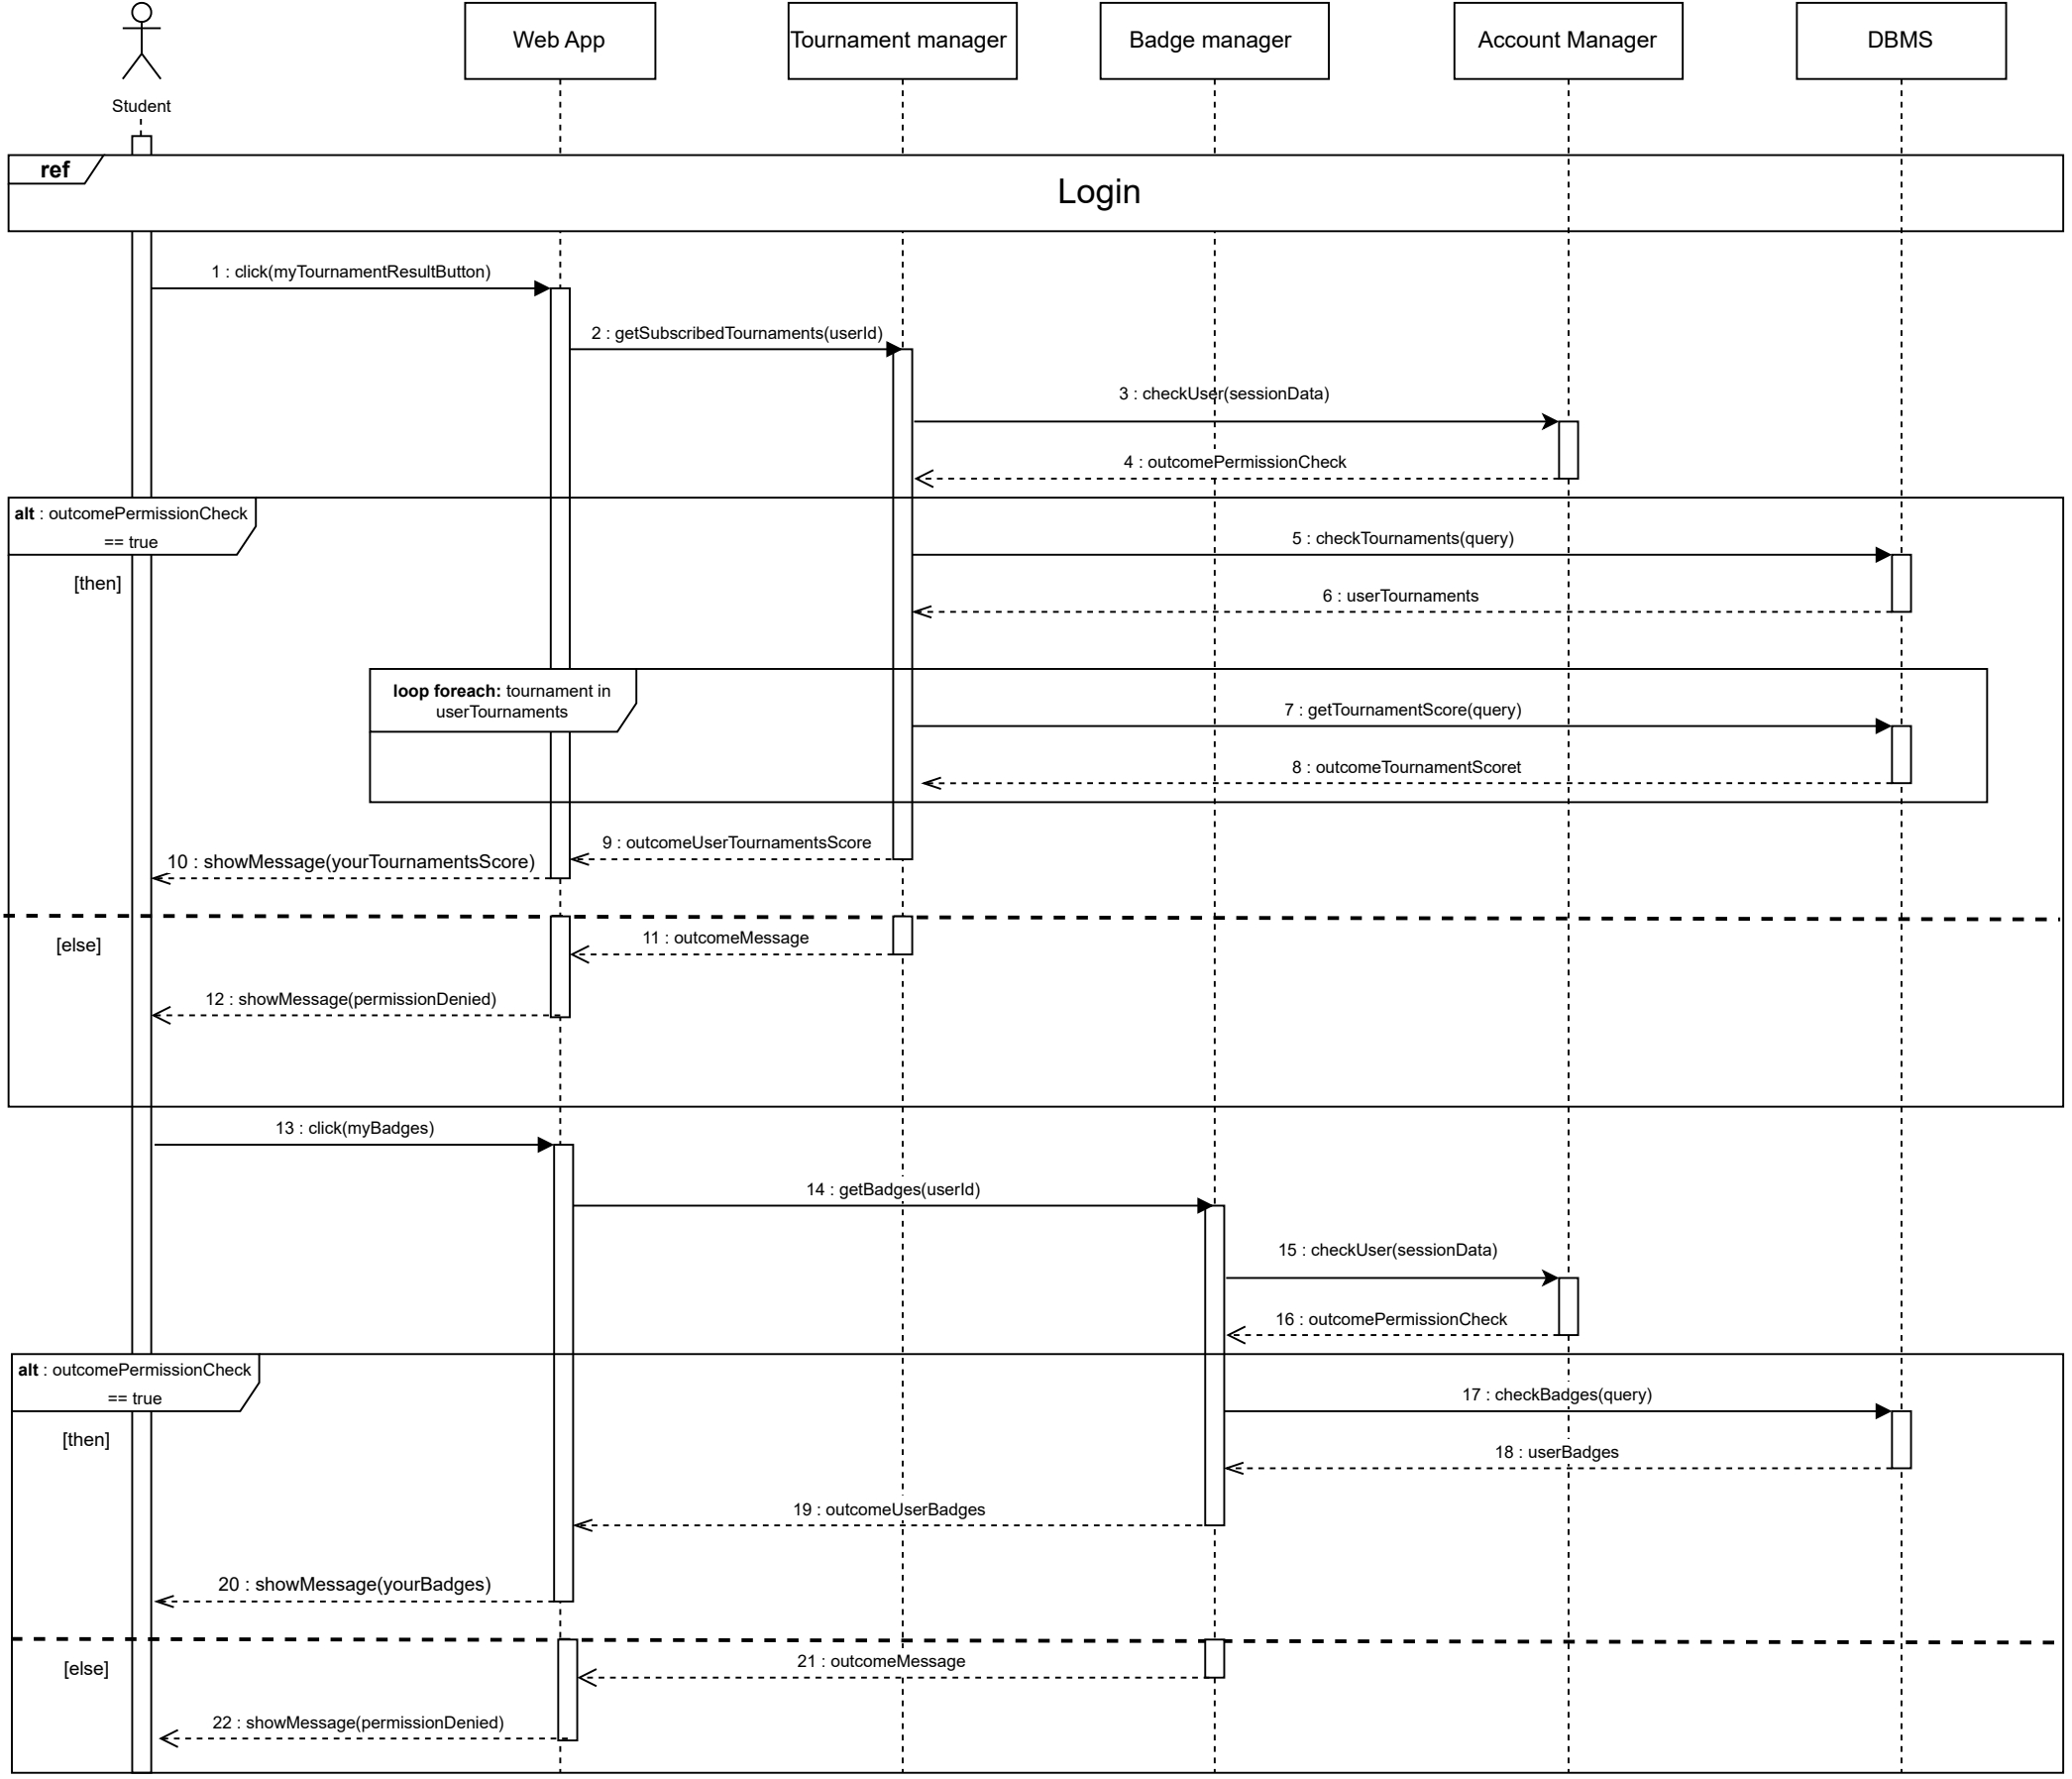 Web App
Tournament manager
Badge manager
Account Manager
DBMS
Student
ref
Login
1 : click(myTournamentResultButton)
2 : getSubscribedTournaments(userId)
3 : checkUser(sessionData)
4 : outcomePermissionCheck
alt : outcomePermissionCheck
== true
5 : checkTournaments(query)
[then]
6 : userTournaments
loop foreach: tournament in
userTournaments
7 : getTournamentScore(query)
8 : outcomeTournamentScoret
9 : outcomeUserTournamentsScore
10 : showMessage(yourTournamentsScore)
[else]
11 : outcomeMessage
12 : showMessage(permissionDenied)
13 : click(myBadges)
14 : getBadges(userId)
15 : checkUser(sessionData)
16 : outcomePermissionCheck
alt : outcomePermissionCheck
== true
17 : checkBadges(query)
[then]
18 : userBadges
19 : outcomeUserBadges
20 : showMessage(yourBadges)
[else]
21 : outcomeMessage
22 : showMessage(permissionDenied)